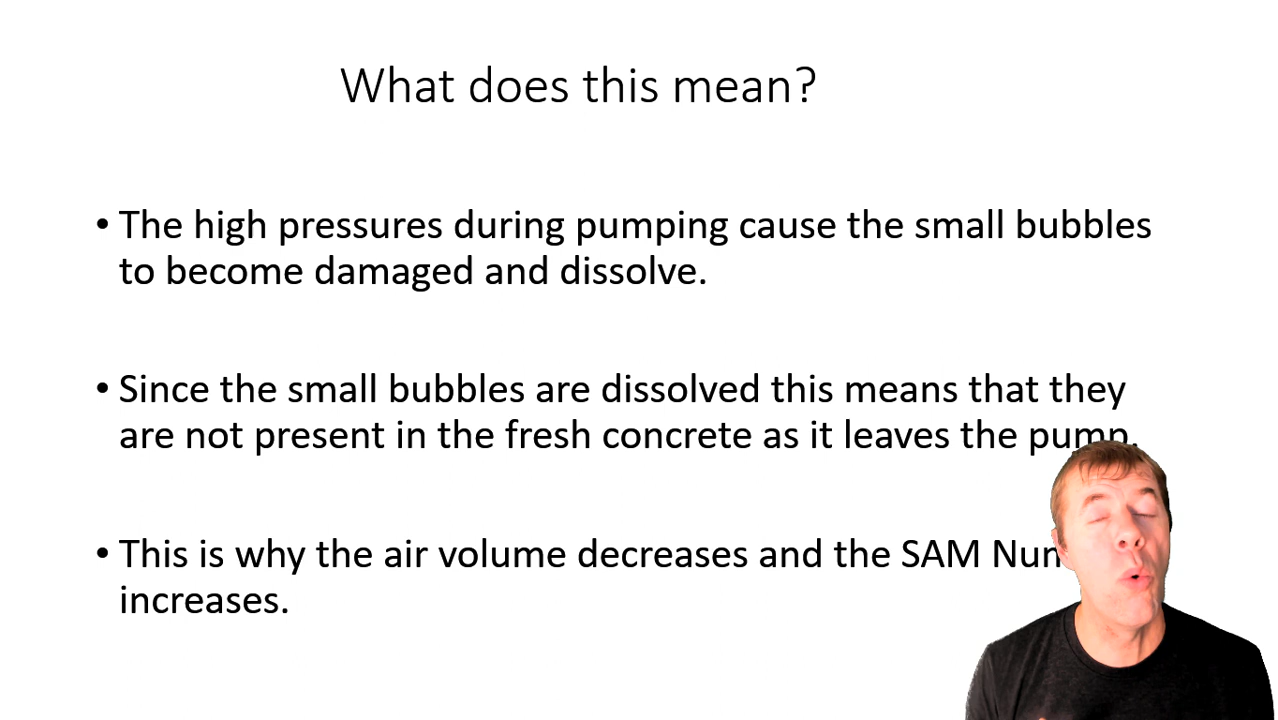 What does this mean?
• The high pressures during pumping cause the small bubbles
to become damaged and dissolve.
• Since the small bubbles are dissolved this means that they
are not present in the fresh concrete as it leaves the pump.
• This is why the air volume decreases and the SAM
increases.